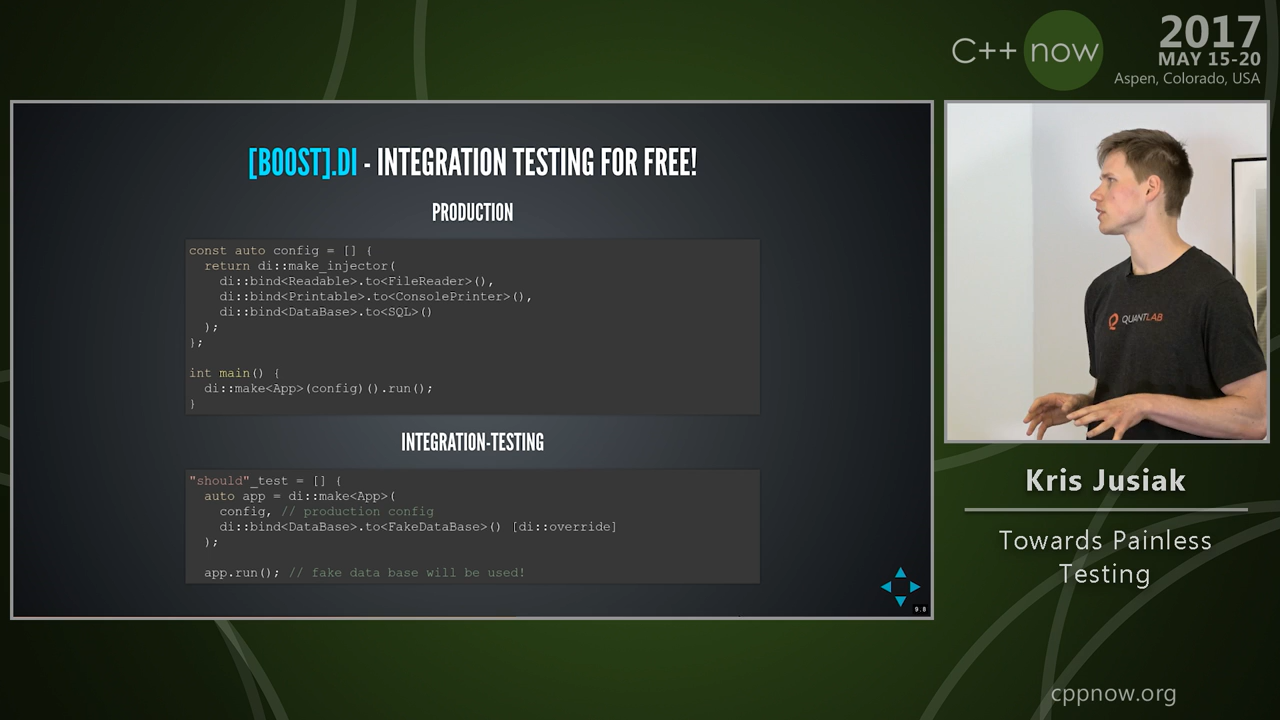 C++ now
2017
MAY 15-20
Aspen, Colorado, USA
[BOOST].DI - INTEGRATION TESTING FOR FREE!
PRODUCTION
const auto config = [] {
return di::make_injector(
di::bind<Readable>.to<FileReader>(),
di::bind<Printable>.to<ConsolePrinter>(),
di::bind<DataBase>.to<SQL>()
);
};
int main() {
di::make<App>(config)().run();
}
INTEGRATION-TESTING
"should"_test = [] {
auto app = di::make<App>(
config, // production config
di::bind<DataBase>.to<FakeDataBase>() [di::override]
);
app.run(); // fake data base will be used!
9.8
QUANTLAB
Kris Jusiak
Towards Painless
Testing
cppnow.org